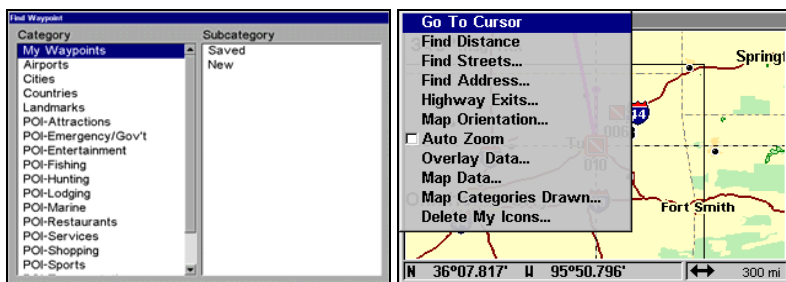 Find Waypoint
Category
Subcategory
My Waypoints
Airports
Cities
Countries
Landmarks
POI-Attractions
POI-Emergency/Gov't
POI-Entertainment
POI-Fishing
POI-Hunting
POI-Lodging
POI-Marine
POI-Restaurants
POI-Services
POI-Shopping
POI-Sports
Saved
New
Go To Cursor
Find Distance
Find Streets...
Find Address...
Highway Exits...
Map Orientation...
Auto Zoom
Overlay Data...
Map Data...
Map Categories Drawn...
Delete My Icons...
Springf
44
Tu
010
Fort Smith
N 36°07.817' W 95°50.796'
300 mi